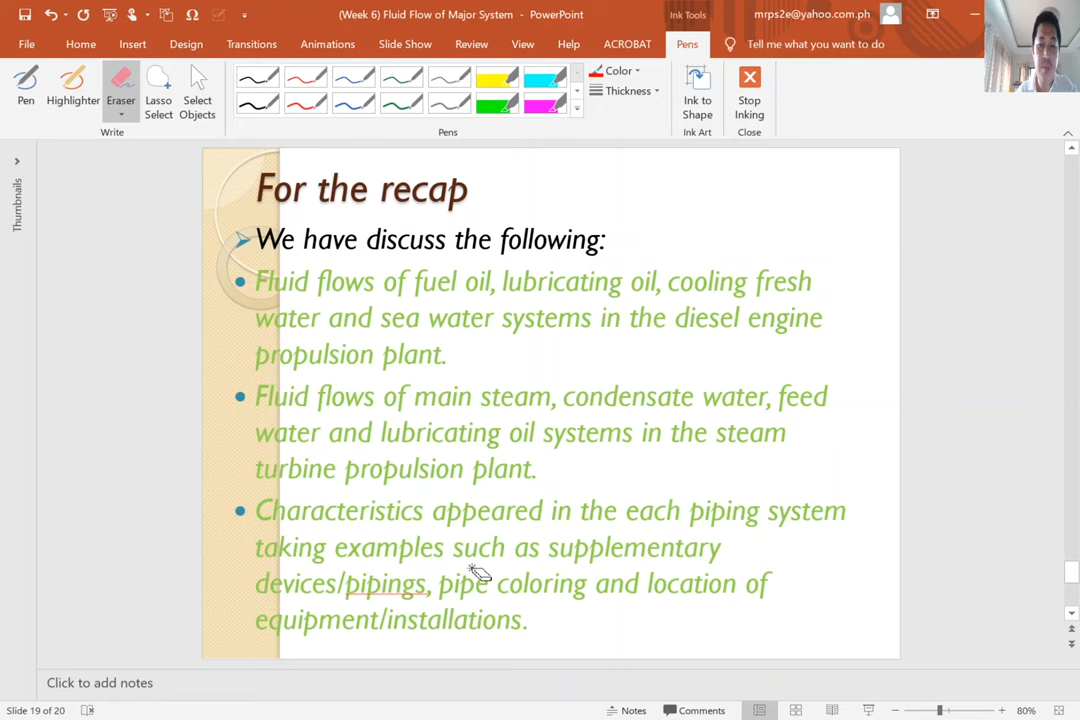 (Week 6) Fluid Flow of Major System - PowerPoint
Ink Tools
mrps2e@yahoo.com.ph
File Home Insert Design Transitions Animations Slide Show Review View Help ACROBAT Pens Tell me what you want to do
Pen Highlighter Eraser Lasso Select Select Objects
Color
Thickness
Ink to Shape
Stop Inking
Write Pens Ink Art Close
Thumbnails
For the recap
We have discuss the following:
Fluid flows of fuel oil, lubricating oil, cooling fresh
water and sea water systems in the diesel engine
propulsion plant.
Fluid flows of main steam, condensate water, feed
water and lubricating oil systems in the steam
turbine propulsion plant.
Characteristics appeared in the each piping system
taking examples such as supplementary
devices/pipings, pipe coloring and location of
equipment/installations.
Click to add notes
Slide 19 of 20 Notes Comments 80%